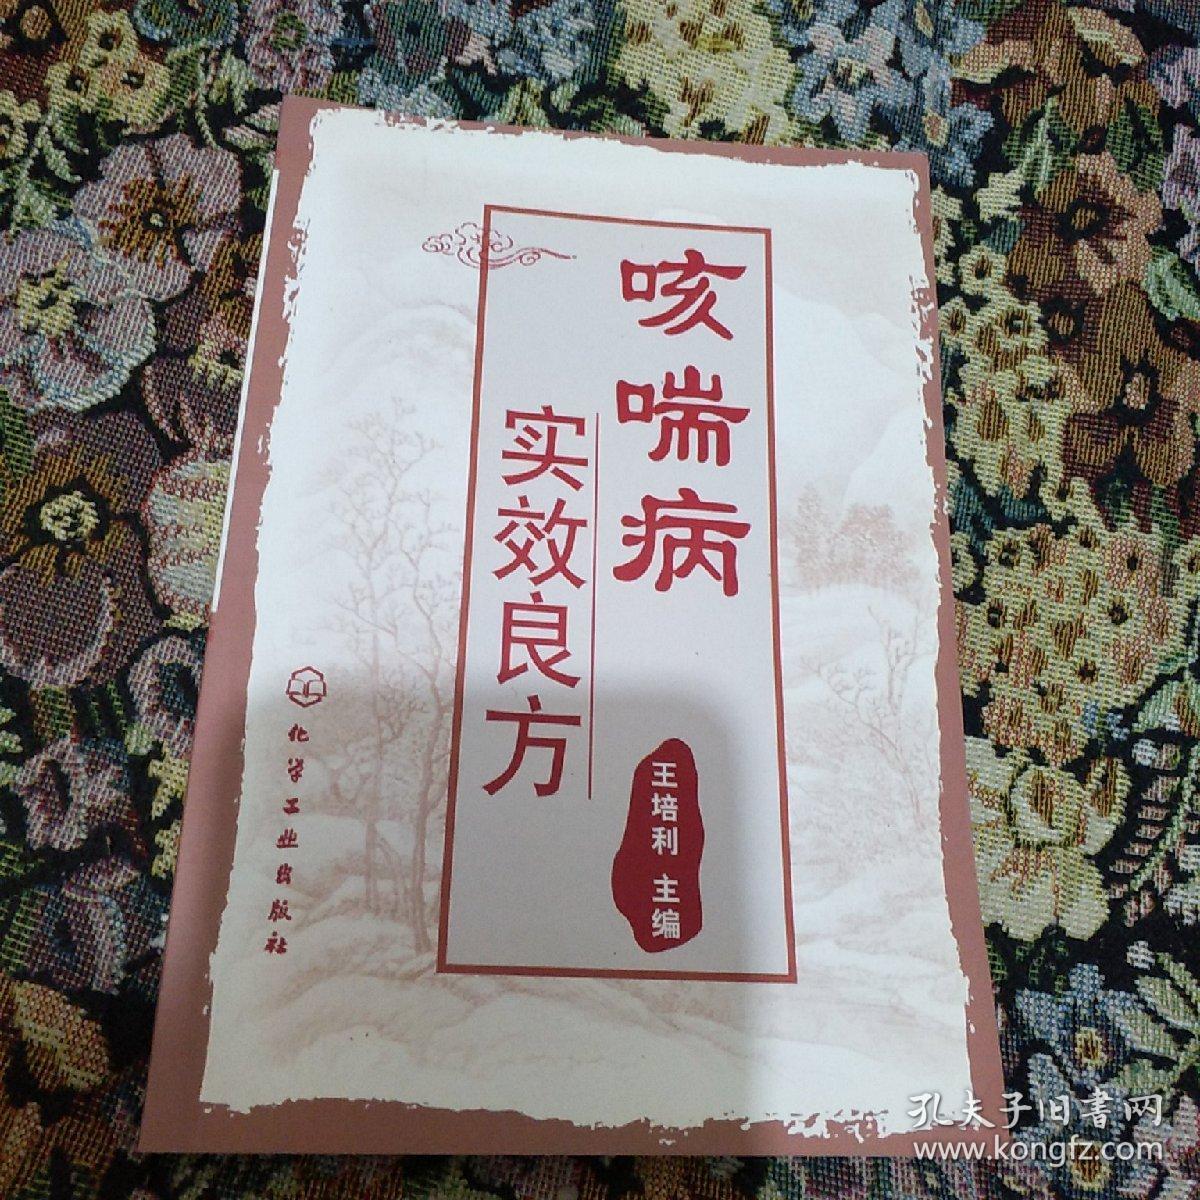 咳喘病
实效良方
王培利 主编
化学工业出版社
孔夫子旧书网
www.kongfz.com